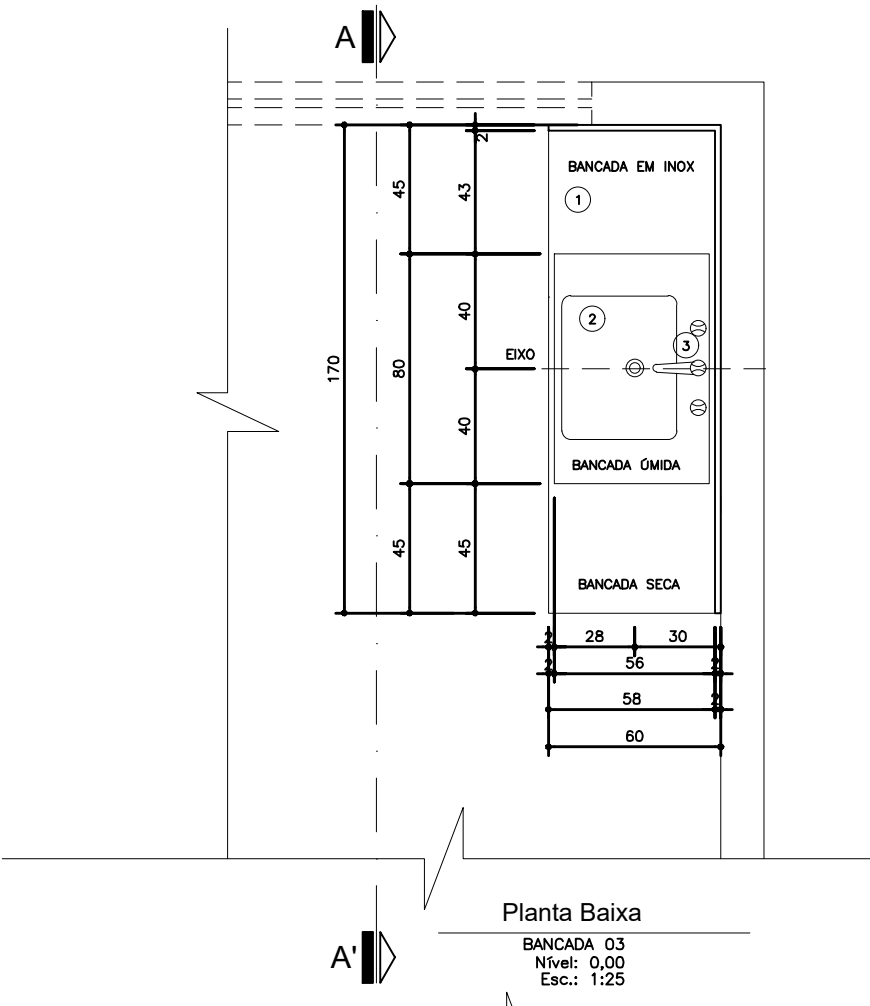 A
2
BANCADA EM INOX
1
45
43
2
40
3
EIXO
170
80
40
BANCADA ÚMIDA
45
45
BANCADA SECA
2
28
30
2
56
2
58
2
60
Planta Baixa
A'
BANCADA 03
Nível: 0,00
Esc.: 1:25